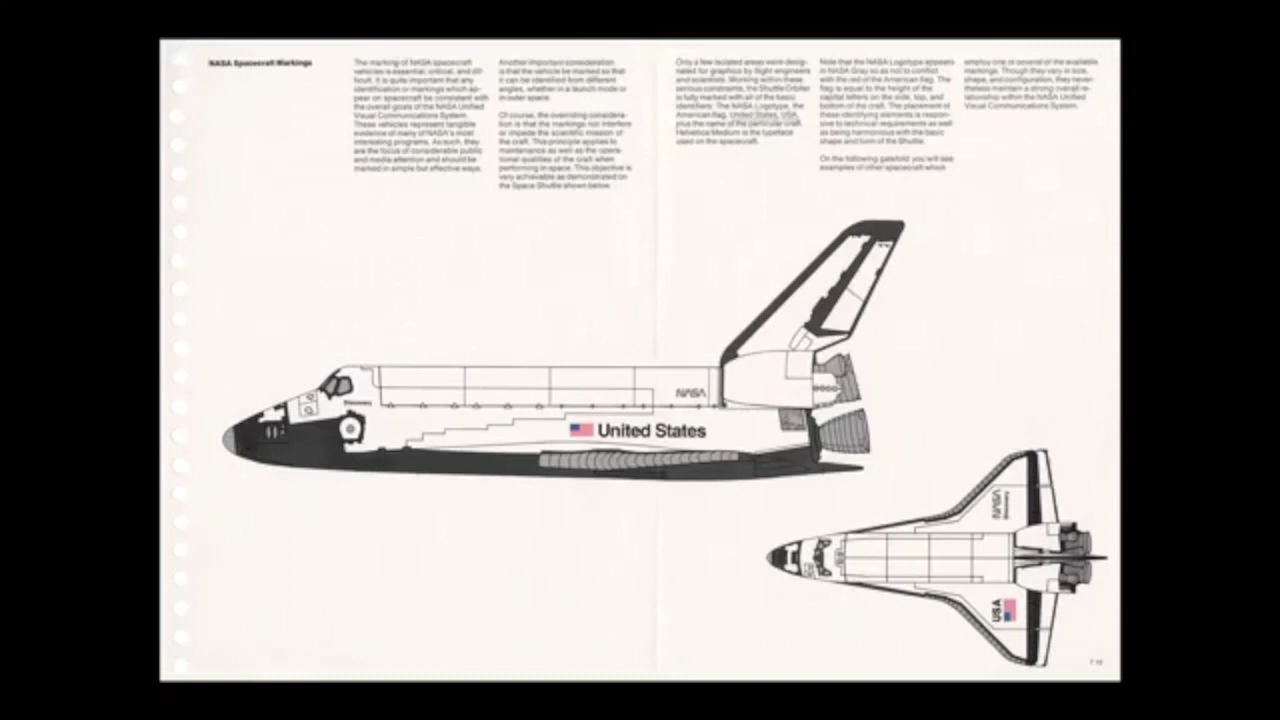 NASA Spacecraft Markings
The marking of NASA spacecraft
vehicles is essential, critical, and dif-
ficult. It is quite important that any
identification or markings which ap-
pear on spacecraft be consistent with
the overall goals of the NASA Unified
Visual Communications System.
These vehicles represent tangible
evidence of many of NASA's most
interesting programs. As such, they
are the focus of considerable public
and media attention and should be
marked in simple but effective ways.
Another important consideration
is that the vehicle be marked so that
it can be identified from different
angles, whether in a launch mode or
in outer space.
Of course, the overriding considera-
tion is that the markings not interfere
or impede the scientific mission of
the craft. This principle applies to
maintenance as well as the opera-
tional qualities of the craft when
performing in space. This objective is
very achievable as demonstrated on
the Space Shuttle shown below.
Only a few isolated areas were desig-
nated for graphics by flight engineers
and scientists. Working within these
serious constraints, the Shuttle Orbiter
is fully marked with all of the basic
identifiers: The NASA Logotype, the
American flag, United States, USA,
plus the name of the particular craft.
Helvetica Medium is the typeface
used on the spacecraft.
Note that the NASA Logotype appears
in NASA Gray so as not to conflict
with the red of the American flag. The
flag is equal to the height of the
capital letters on the side, top, and
bottom of the craft. The placement of
these identifying elements is respon-
sive to technical requirements as well
as being harmonious with the basic
shape and form of the Shuttle.
On the following gatefold you will see
examples of other spacecraft which
employ one or several of the available
markings. Though they vary in size,
shape, and configuration, they never-
theless maintain a strong overall re-
lationship within the NASA Unified
Communications System.
NASA
Discovery
United States
NASA
Discovery
USA